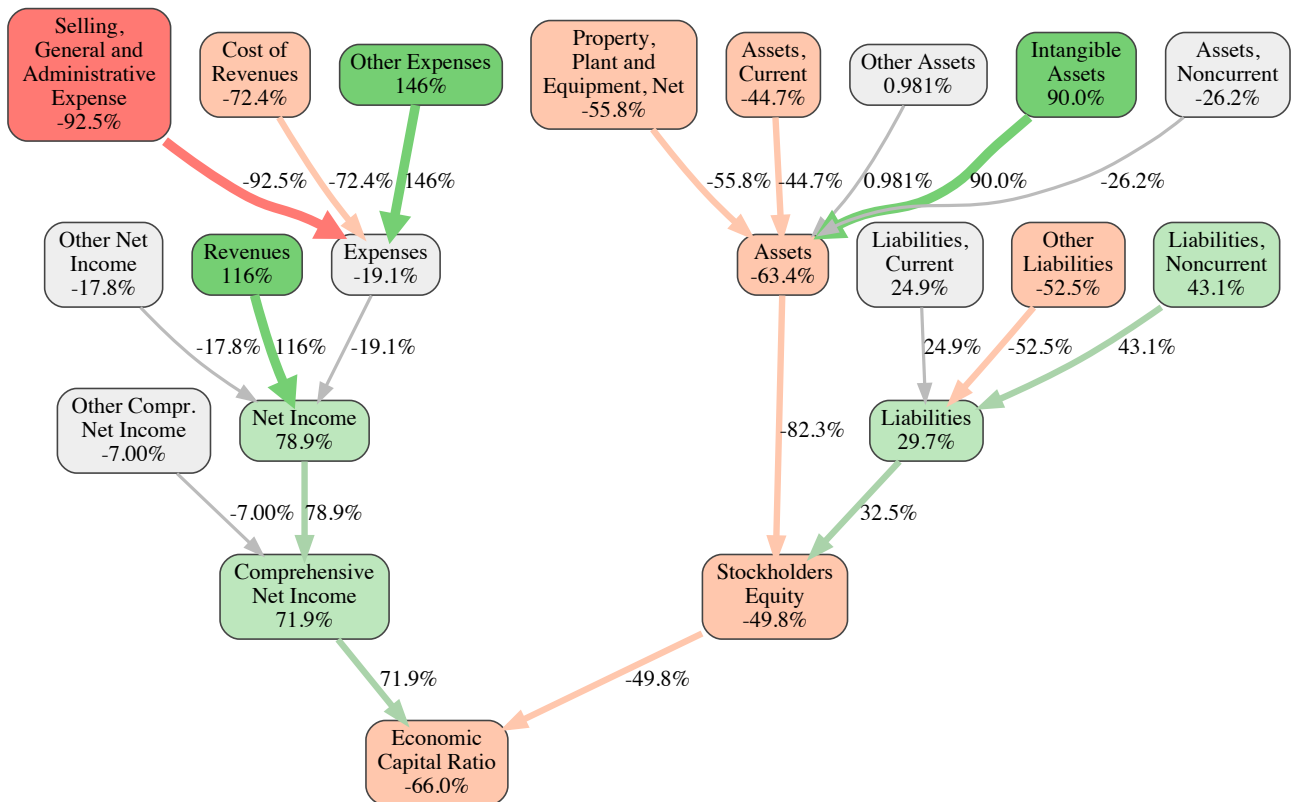 Selling,
General and
Administrative
Expense
-92.5%
Cost of
Revenues
-72.4%
Other Expenses
146%
Property,
Plant and
Equipment, Net
-55.8%
Assets,
Current
-44.7%
Other Assets
0.981%
Intangible
Assets
90.0%
Assets,
Noncurrent
-26.2%
-92.5%
-72.4%
146%
-55.8%
-44.7%
0.981%
90.0%
-26.2%
Other Net
Income
-17.8%
Revenues
116%
Expenses
-19.1%
Assets
-63.4%
Liabilities,
Current
24.9%
Other
Liabilities
-52.5%
Liabilities,
Noncurrent
43.1%
-17.8%
116%
-19.1%
24.9%
-52.5%
43.1%
Other Compr.
Net Income
-7.00%
Net Income
78.9%
-82.3%
Liabilities
29.7%
-7.00%
78.9%
32.5%
Comprehensive
Net Income
71.9%
Stockholders
Equity
-49.8%
71.9%
-49.8%
Economic
Capital Ratio
-66.0%